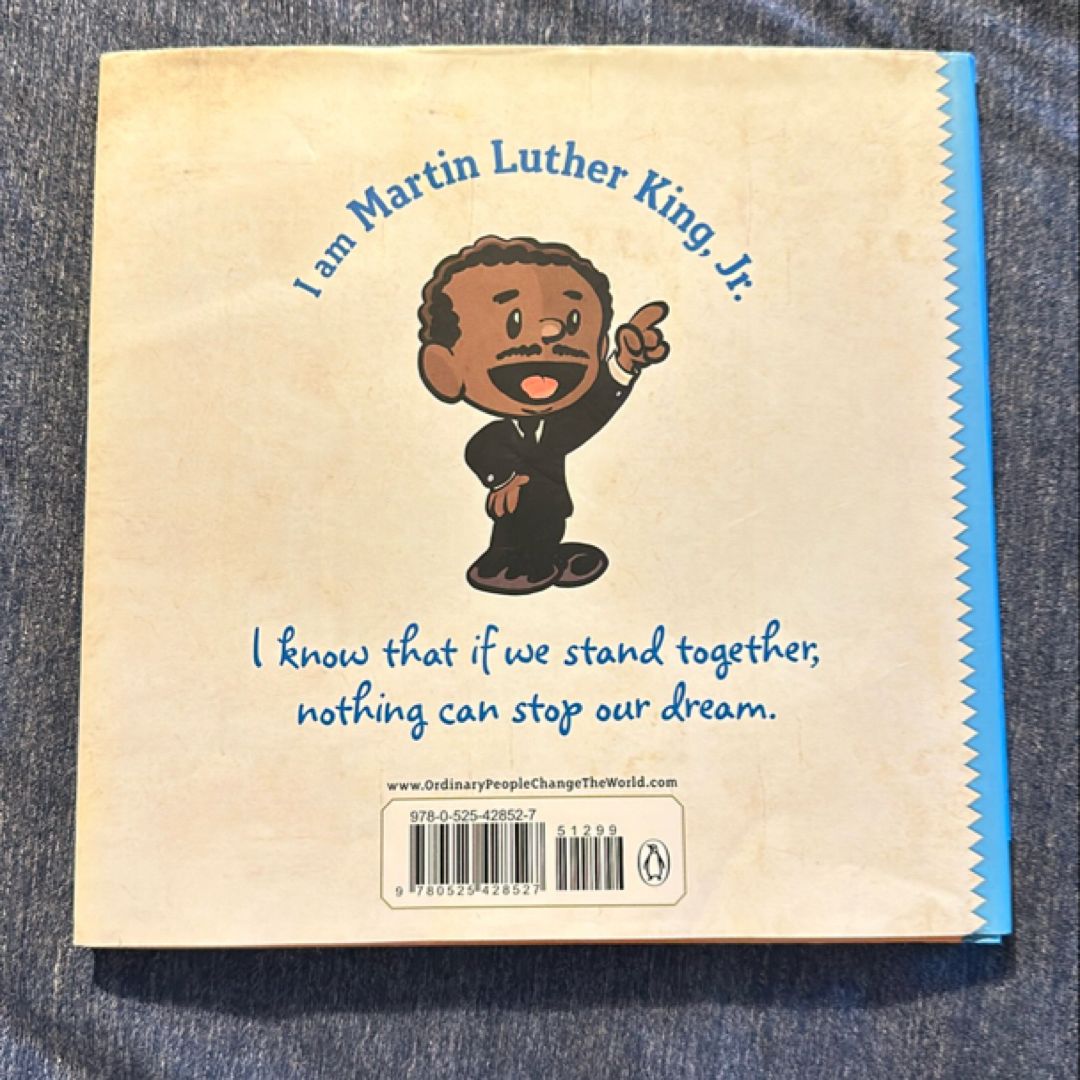 I am Martin Luther King, Jr.
I know that if we stand together,
nothing can stop our dream.
www.OrdinaryPeopleChangeTheWorld.com
978-0-525-42852-7
51299
9 780525 428527